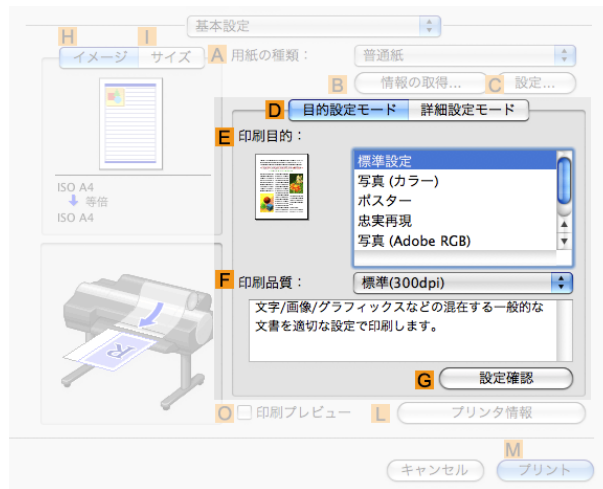 基本設定
H I
イメージ サイズ
A 用紙の種類： 普通紙
B 情報の取得... C 設定...
D 目的設定モード 詳細設定モード
E 印刷目的：
標準設定
写真 (カラー)
ポスター
忠実再現
写真 (Adobe RGB)
ISO A4
等倍
ISO A4
F 印刷品質： 標準(300dpi)
文字/画像/グラフィックスなどの混在する一般的な
文書を適切な設定で印刷します。
G 設定確認
O 印刷プレビュー L プリンタ情報
M
キャンセル プリント